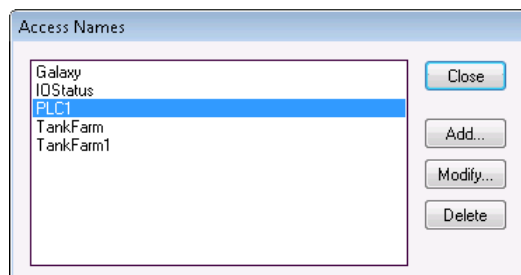 Access Names
Galaxy
IOStatus
PLC1
TankFarm
TankFarm1
Close
Add...
Modify...
Delete